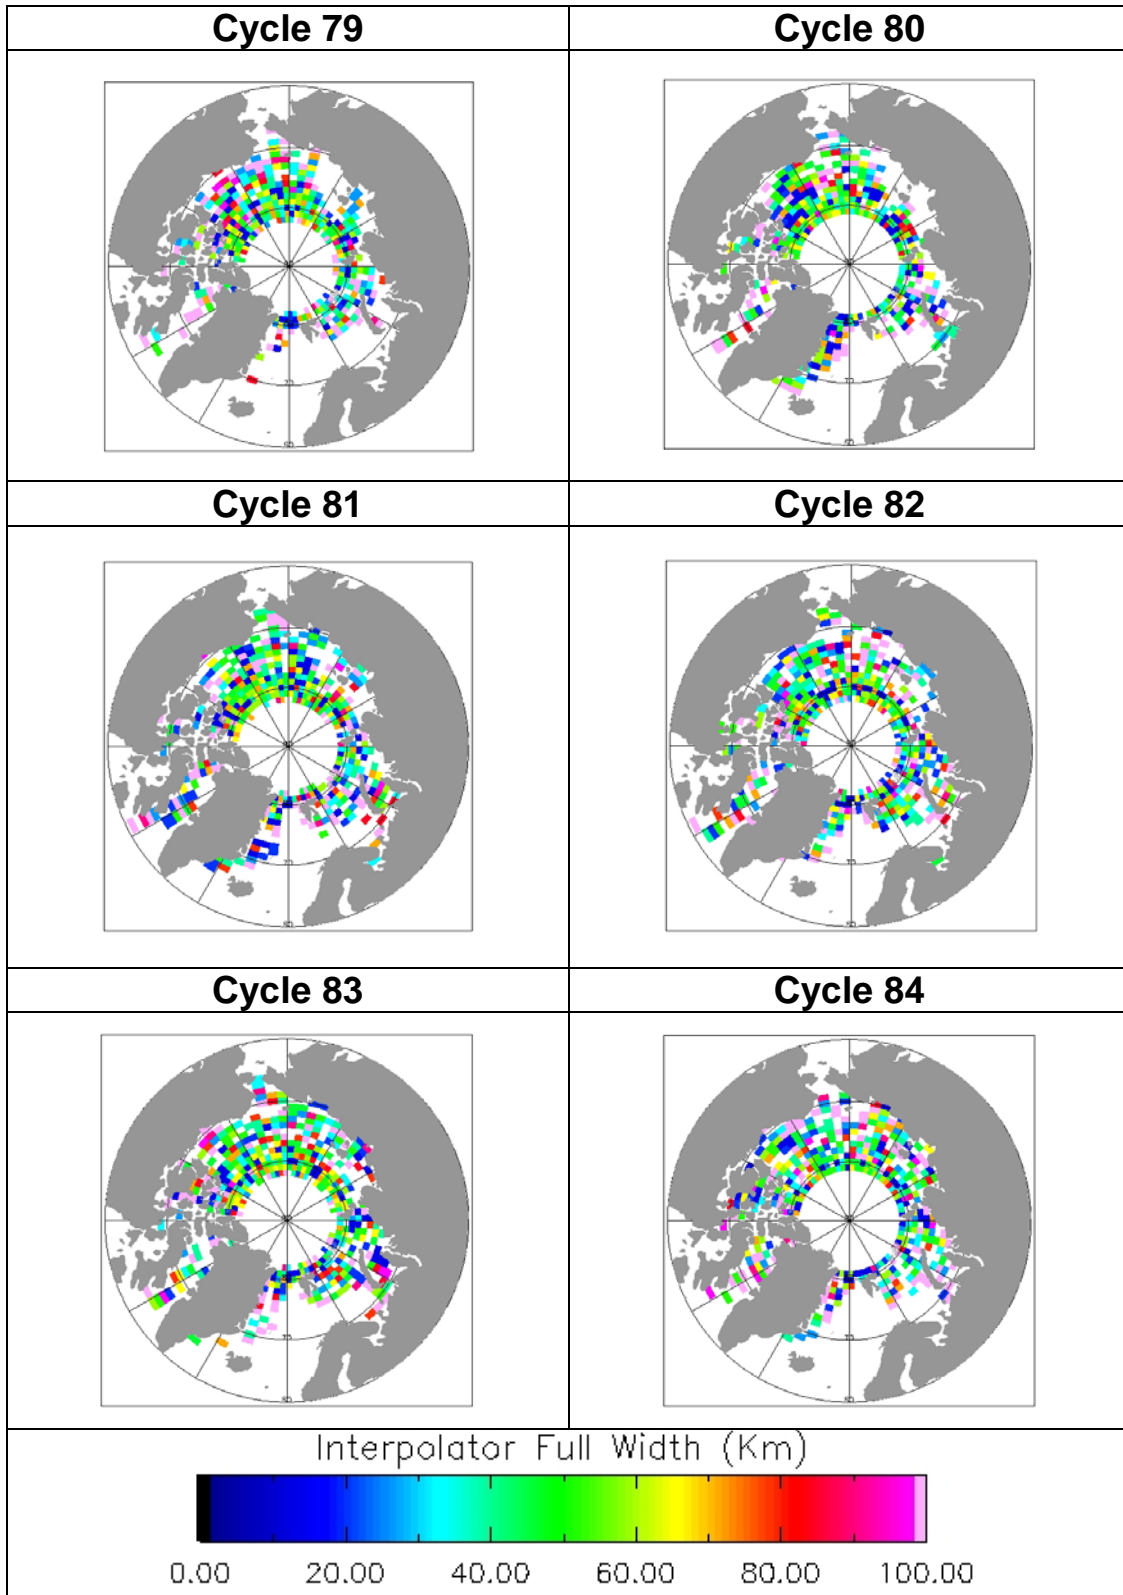 Cycle 79
Cycle 80
Cycle 81
Cycle 82
Cycle 83
Cycle 84
Interpolator Full Width (Km)
0.00 20.00 40.00 60.00 80.00 100.00